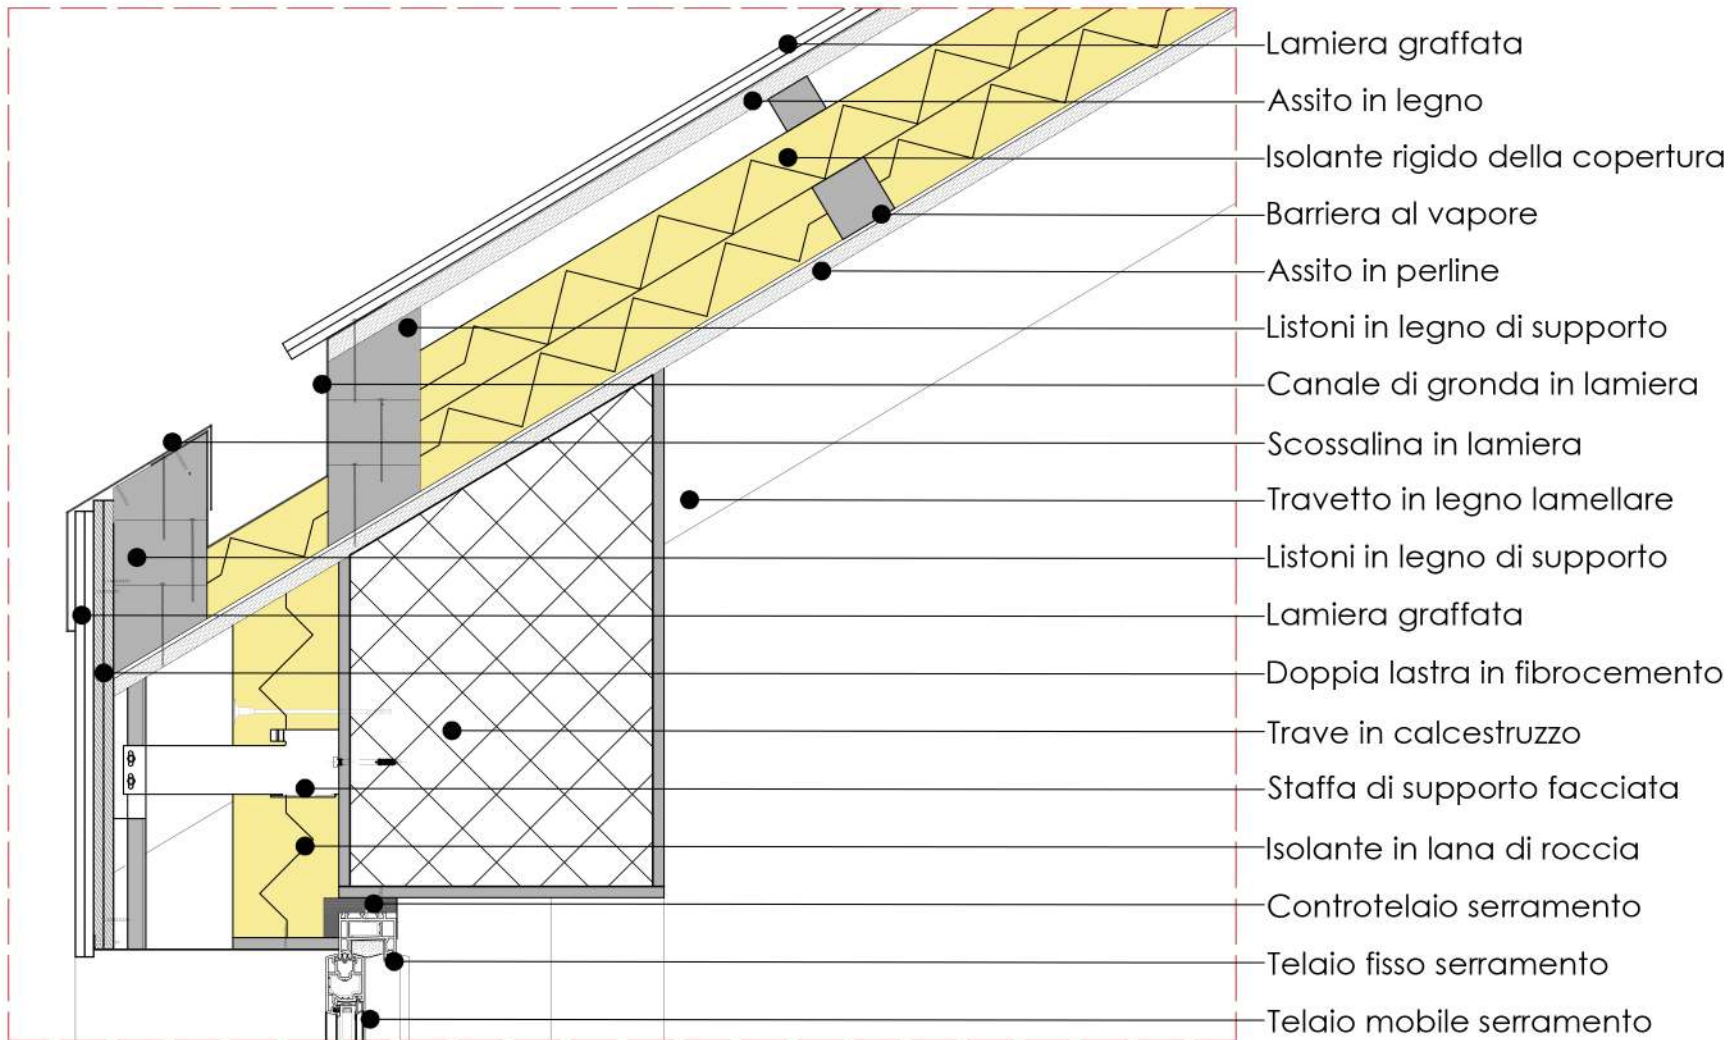 Lamiera graffata
Assito in legno
Isolante rigido della copertura
Barriera al vapore
Assito in perline
Listoni in legno di supporto
Canale di gronda in lamiera
Scossalina in lamiera
Travetto in legno lamellare
Listoni in legno di supporto
Lamiera graffata
Doppia lastra in fibrocemento
Trave in calcestruzzo
Staffa di supporto facciata
Isolante in lana di roccia
Controtelaio serramento
Telaio fisso serramento
Telaio mobile serramento